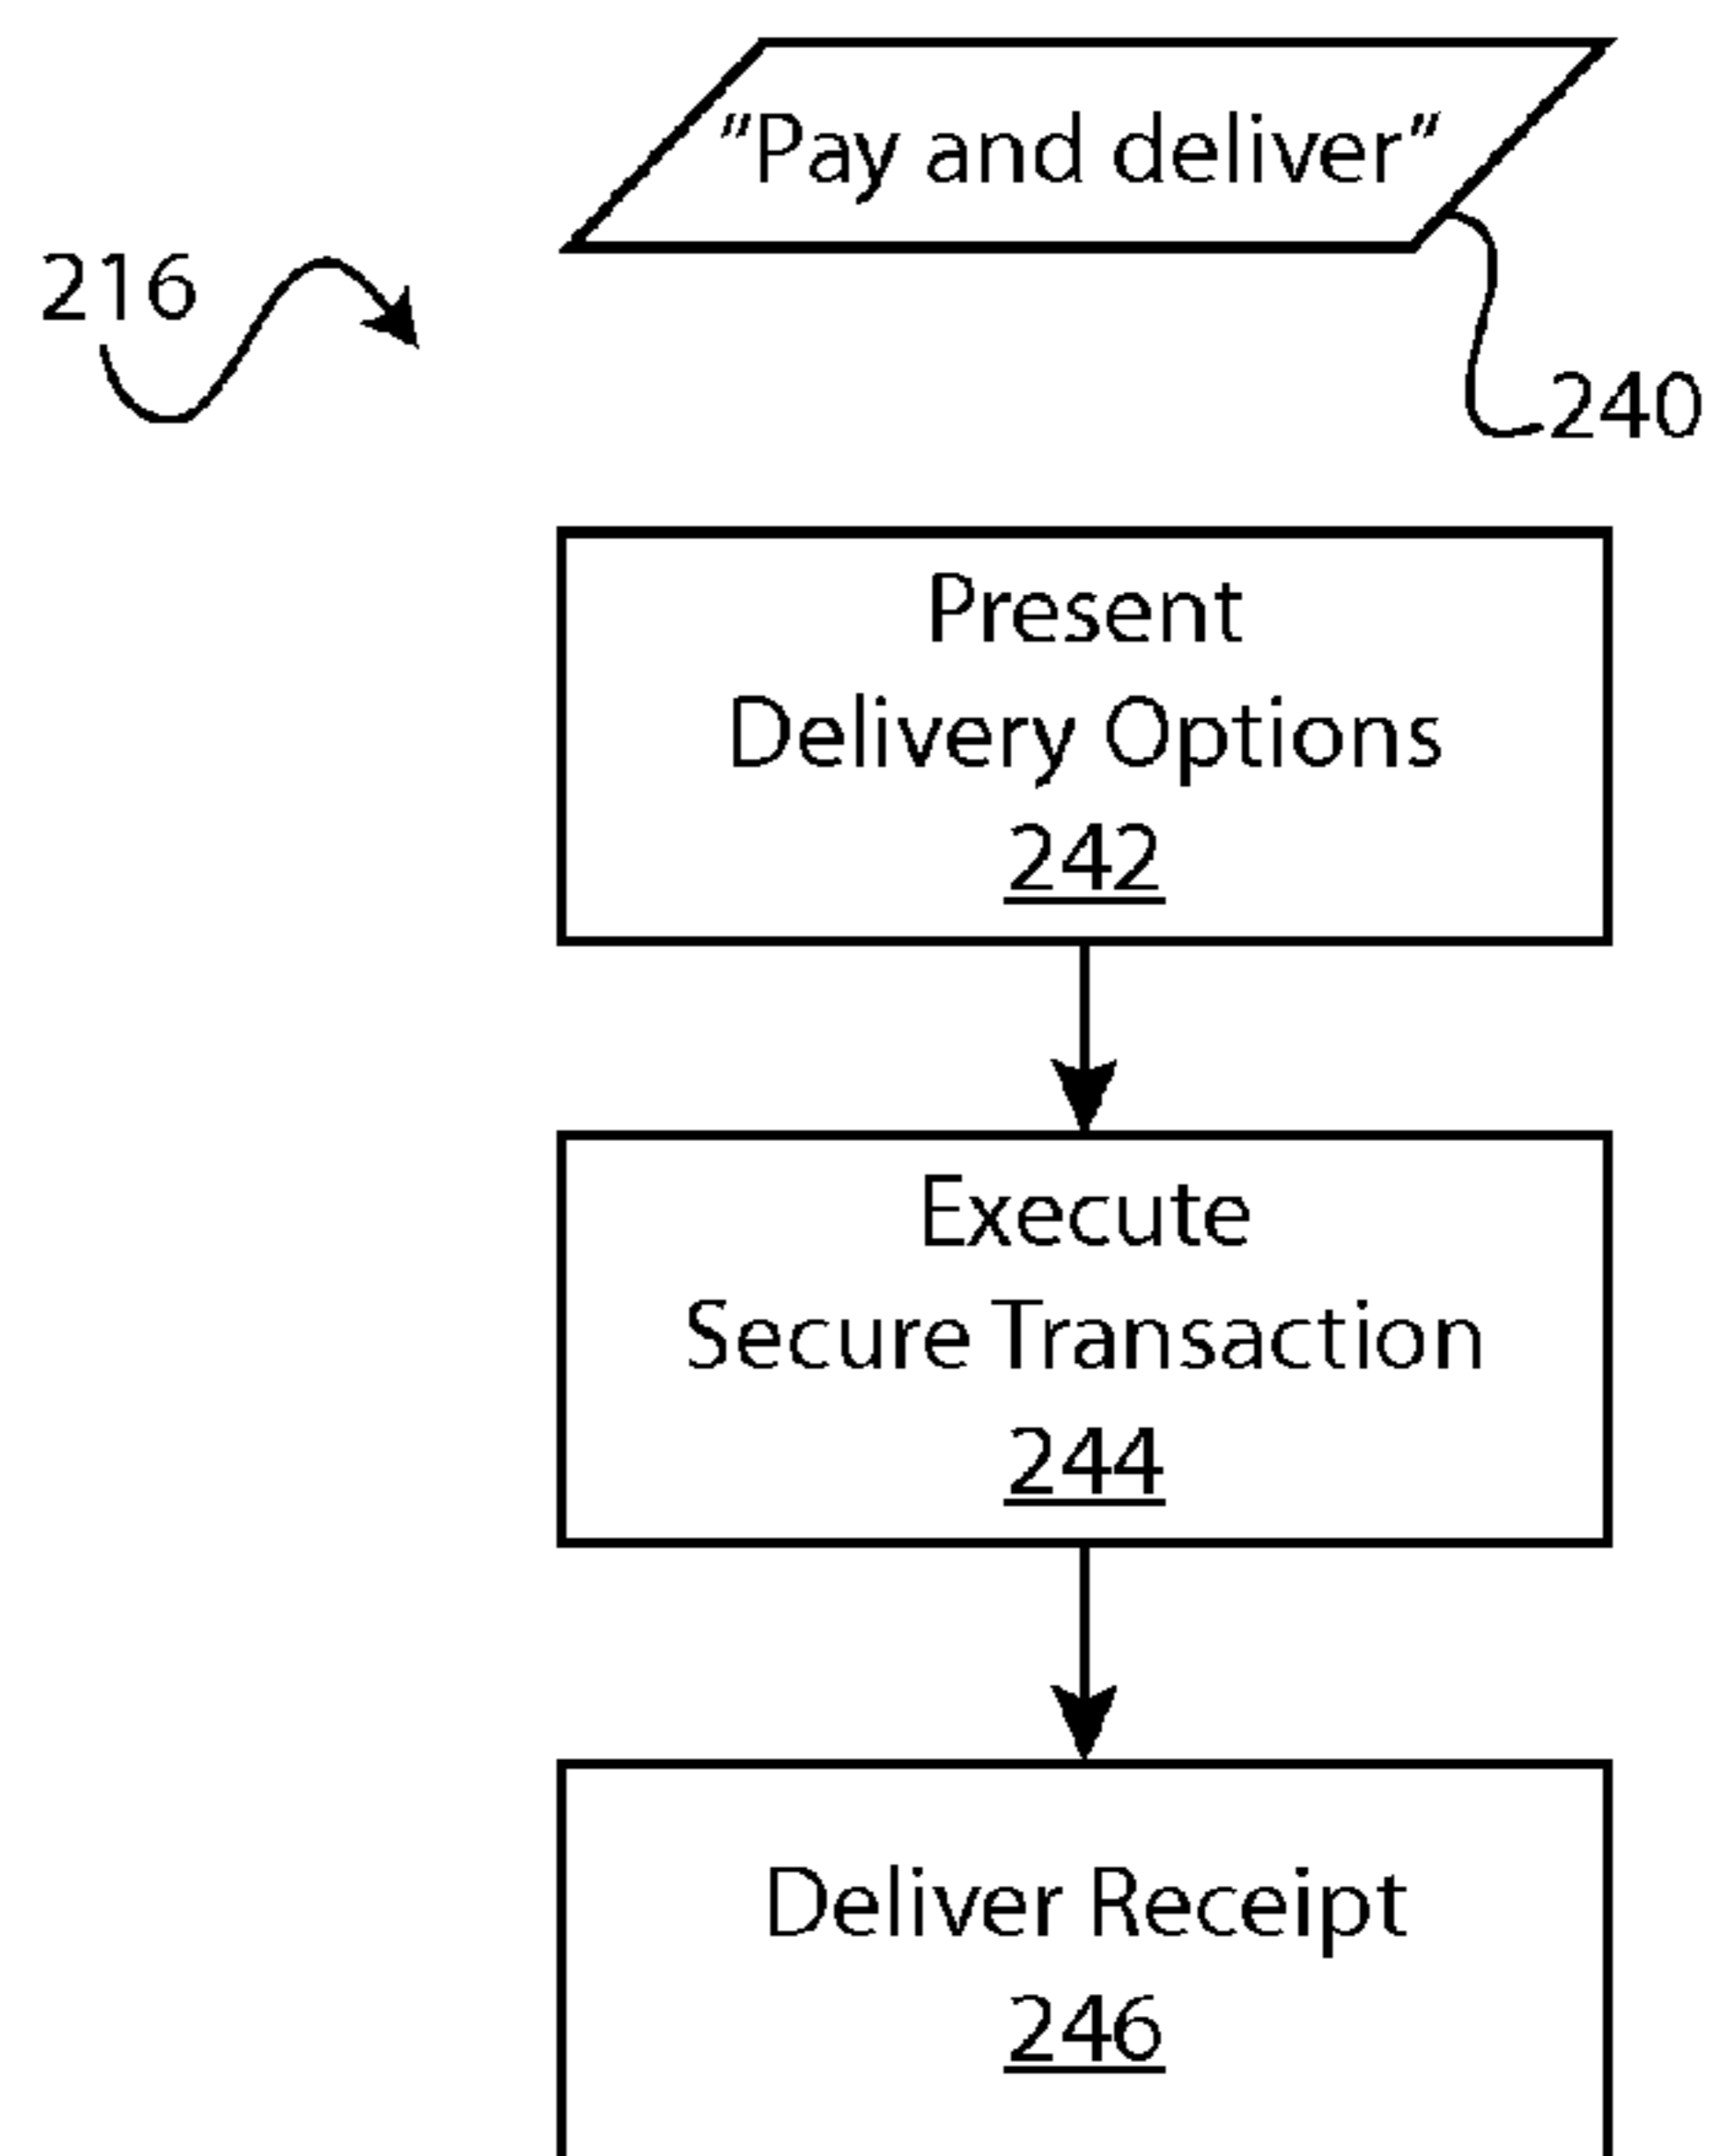 "Pay and deliver"
216
240
Present
Delivery Options
242
Execute
Secure Transaction
244
Deliver Receipt
246